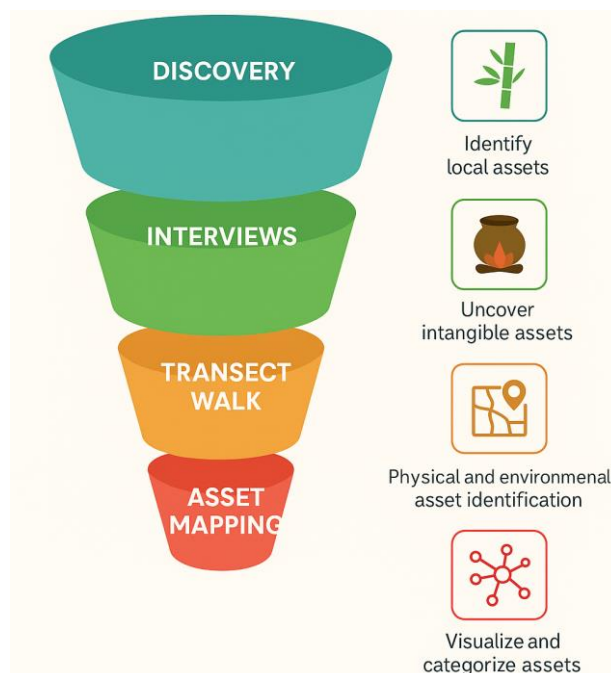 DISCOVERY
Identify
local assets
INTERVIEWS
Uncover
intangible assets
TRANSECT
WALK
Physical and environmenal
asset identification
ASSET
MAPPING
Visualize and
categorize assets